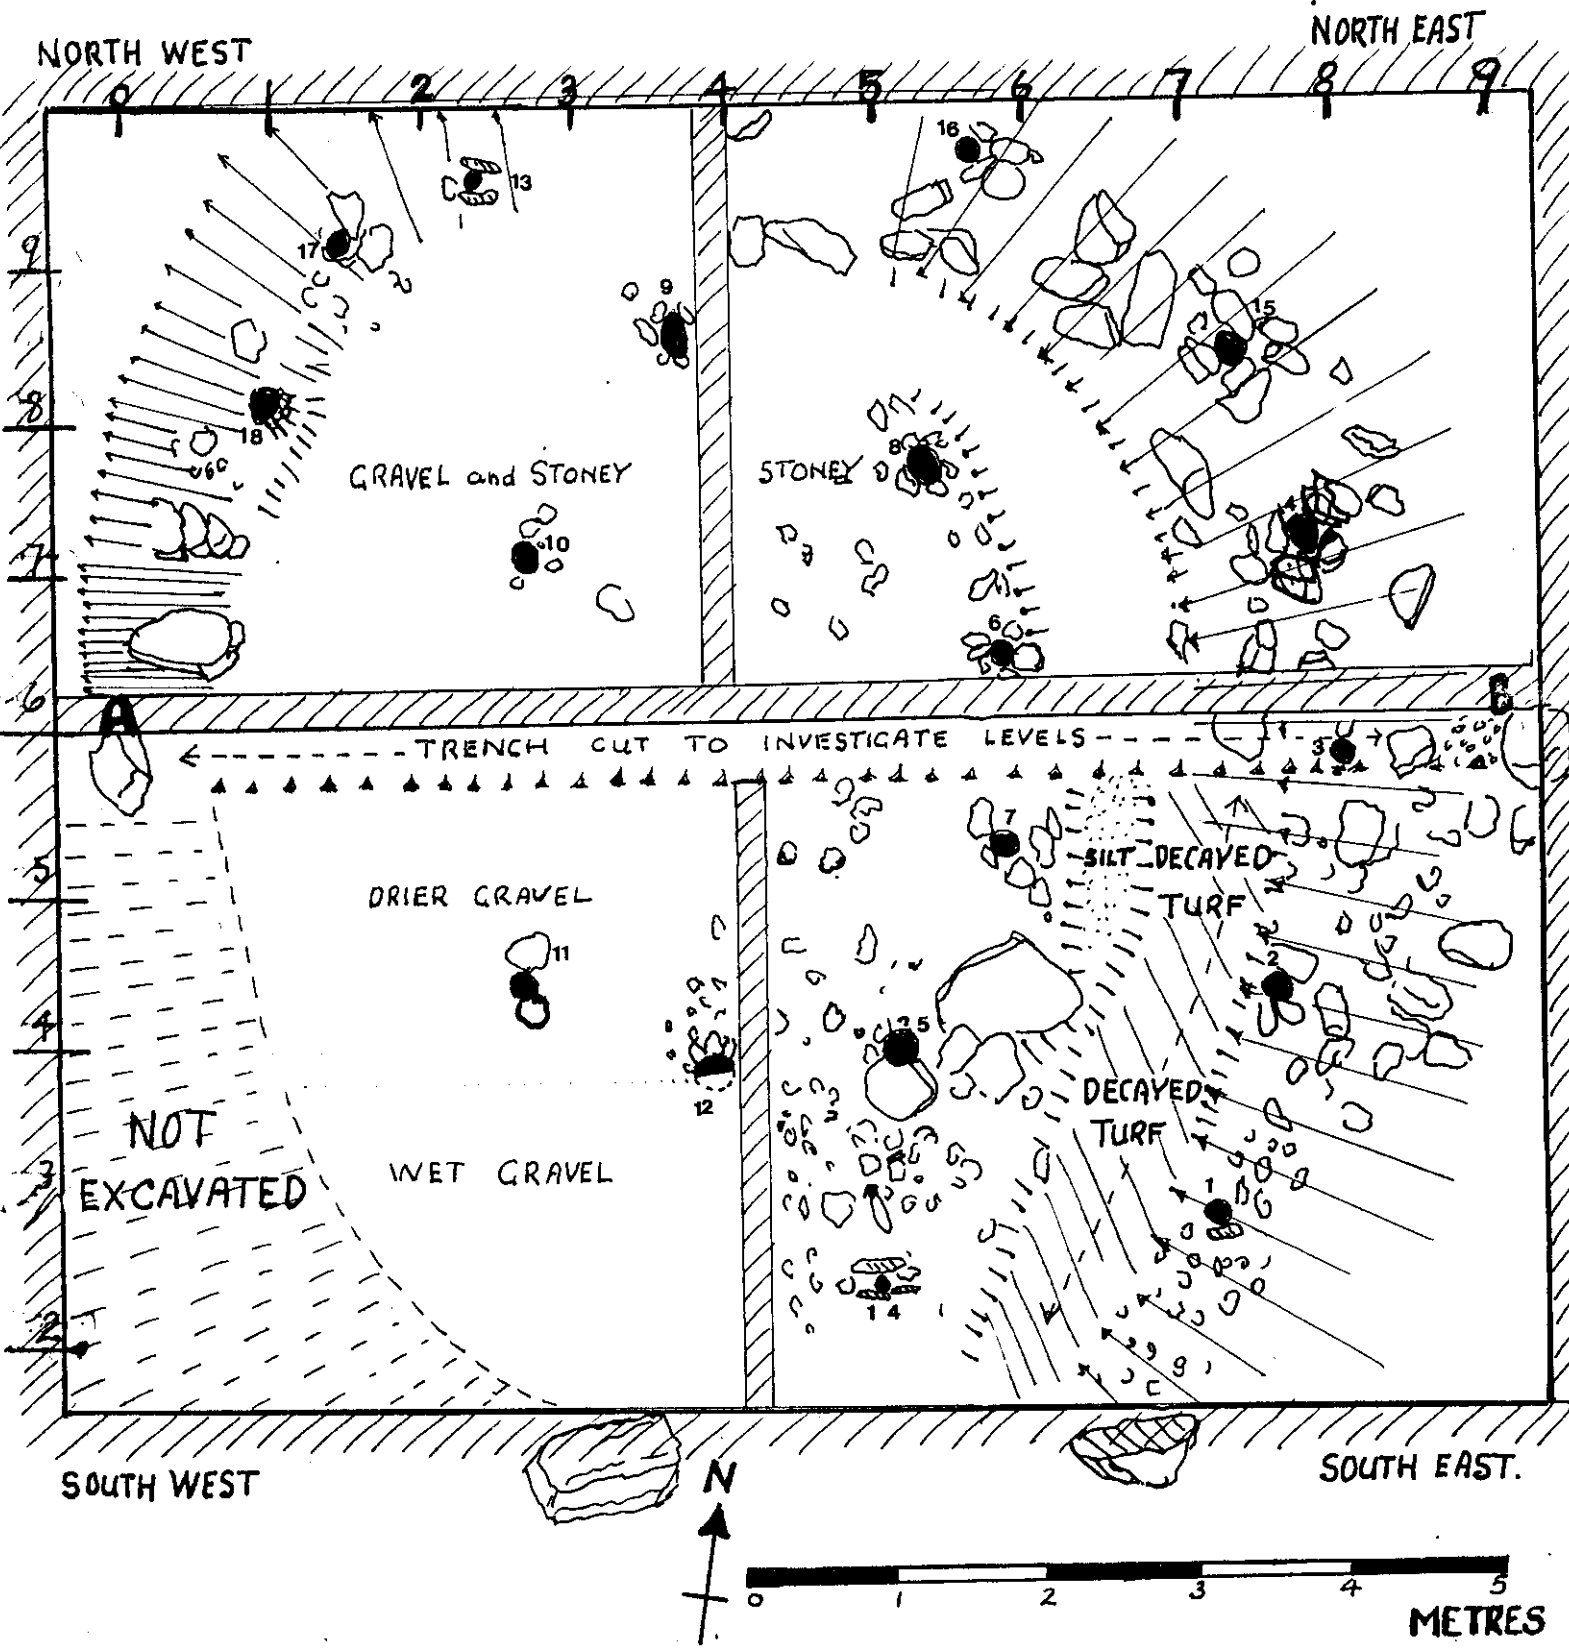 NORTH WEST
NORTH EAST
0 1 2 3 4 5 6 7 8 9
16
13
17
9
9
15
8
18
8
4
GRAVEL and STONEY
STONEY
10
7
6
6
A
B
TRENCH CUT TO INVESTIGATE LEVELS
3
7
SILT DECAYED
TURF
5
DRIER GRAVEL
11
2
4
5
DECAYED
TURF
12
NOT
EXCAVATED
3
WET GRAVEL
1
14
2
SOUTH WEST
SOUTH EAST.
N
0 1 2 3 4 5
METRES